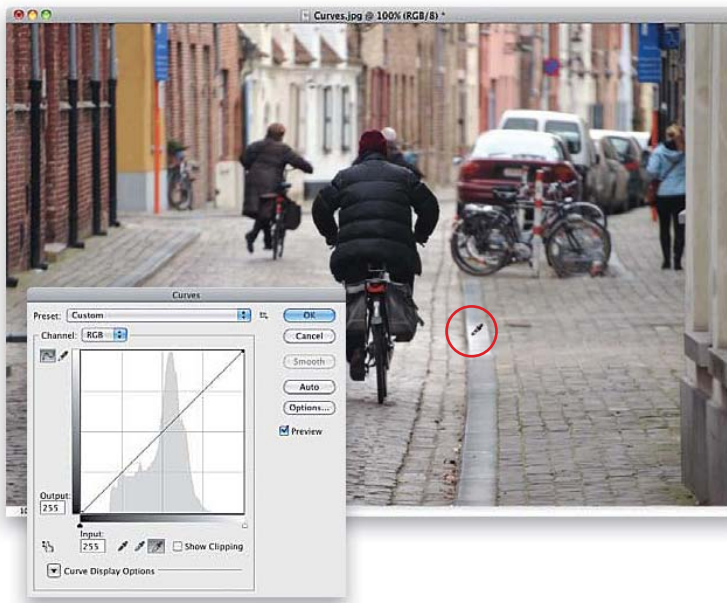 Curves.jpg @ 100% (RGB/8) *
Curves
Preset: Custom
OK
Channel: RGB
Cancel
Smooth
Auto
Options...
Preview
Output:
255
Input:
255
Show Clipping
Curve Display Options